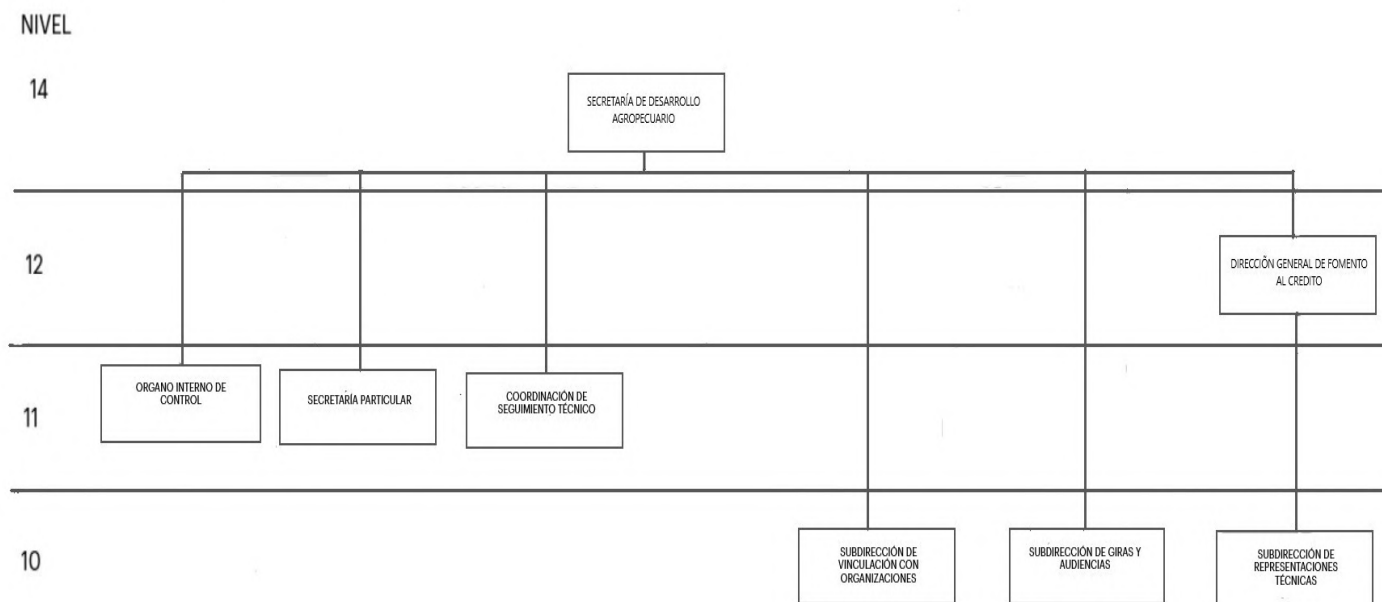 NIVEL
14
SECRETARÍA DE DESARROLLO
AGROPECUARIO
12
DIRECCIÓN GENERAL DE FOMENTO
AL CREDITO
11
ORGANO INTERNO DE
CONTROL
SECRETARÍA PARTICULAR
COORDINACIÓN DE
SEGUIMIENTO TÉCNICO
10
SUBDIRECCIÓN DE
VINCULACIÓN CON
ORGANIZACIONES
SUBDIRECCIÓN DE GIRAS Y
AUDIENCIAS
SUBDIRECCIÓN DE
REPRESENTACIONES
TÉCNICAS